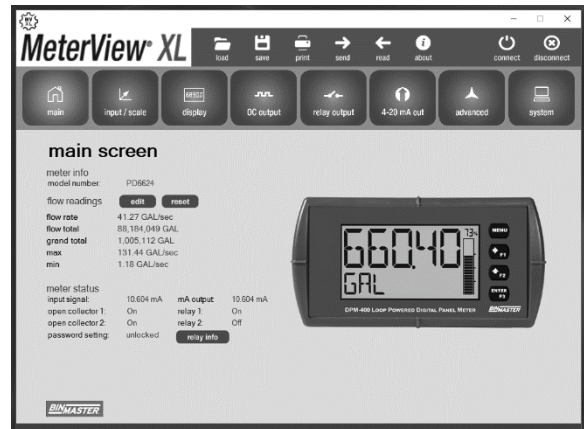 MeterView® XL
load save print send read about connect disconnect
main input / scale display OC output relay output 4-20 mA out advanced system
main screen
meter info
model number: PD6624
flow readings edit reset
flow rate 41.27 GAL/sec
flow total 88,184,049 GAL
grand total 1,005,112 GAL
max 131.44 GAL/sec
min 1.18 GAL/sec
meter status
input signal: 10.604 mA mA output: 10.604 mA
open collector 1: On relay 1: On
open collector 2: On relay 2: Off
password setting: unlocked relay info
660.40
73%
GAL
MENU
F1
F2
ENTER
F3
DPM-400 LOOP POWERED DIGITAL PANEL METER
BINMASTER
BINMASTER